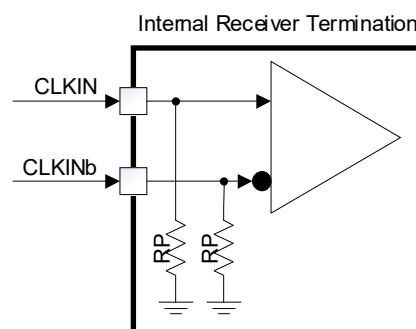 Internal Receiver Termination
CLKIN
CLKINb
RP
RP